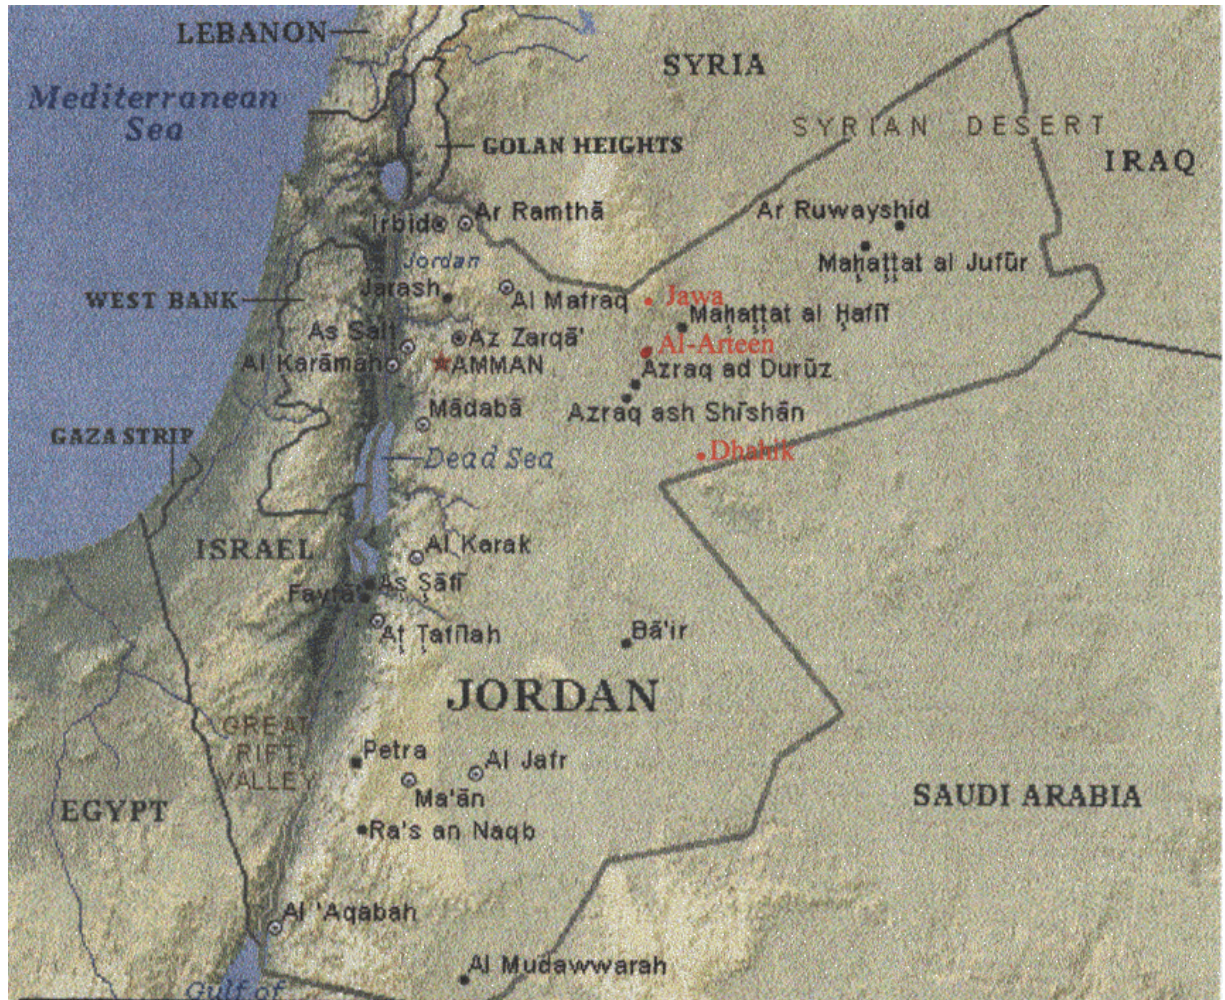 LEBANON
SYRIA
Mediterranean
Sea
SYRIAN DESERT
GOLAN HEIGHTS
IRAQ
Irbid
Ar Ramthā
Ar Ruwayshid
Jordan
Maḩaţţat al Jufūr
WEST BANK
Jarash
Al Mafraq
Jawa
Maḩaţţat al Ḩafīf
As Salt
Az Zarqā'
Al-Arteen
Al Karāmah
AMMAN
Azraq ad Durūz
Mādabā
Azraq ash Shīshān
GAZA STRIP
Dead Sea
Dhahik
ISRAEL
Al Karak
As Şāfī
Fayfā
Aţ Ţafīlah
Bā'ir
JORDAN
GREAT
RIFT
VALLEY
Petra
Al Jafr
Ma'ān
EGYPT
SAUDI ARABIA
Ra's an Naqb
Al 'Aqabah
Al Mudawwarah
Gulf of